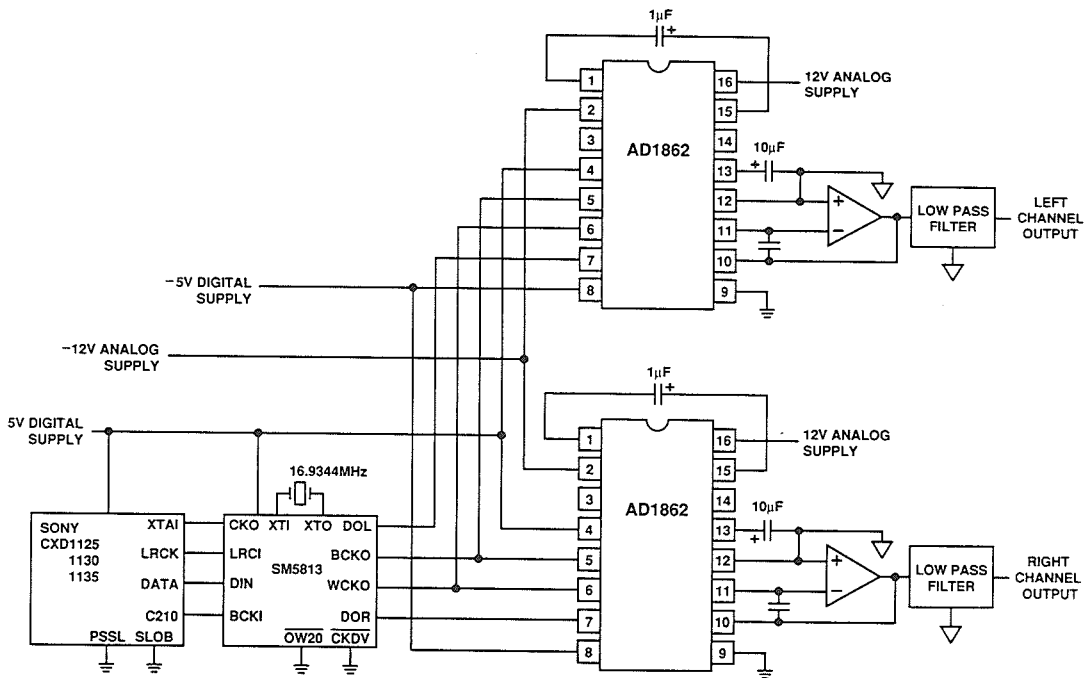 1µF
+
1
2
3
4
5
6
7
8
AD1862
16
15
14
13
12
11
10
9
12V ANALOG
SUPPLY
10µF
+
+
−
LOW PASS
FILTER
LEFT
CHANNEL
OUTPUT
−5V DIGITAL
SUPPLY
−12V ANALOG
SUPPLY
5V DIGITAL
SUPPLY
1µF
+
1
2
3
4
5
6
7
8
AD1862
16
15
14
13
12
11
10
9
12V ANALOG
SUPPLY
10µF
+
+
−
LOW PASS
FILTER
RIGHT
CHANNEL
OUTPUT
16.9344MHz
SONY
CXD1125
1130
1135
XTAI
LRCK
DATA
C210
PSSL SLOB
CKO XTI XTO DOL
LRCI
DIN
BCKI
SM5813
BCKO
WCKO
DOR
OW20 CKDV